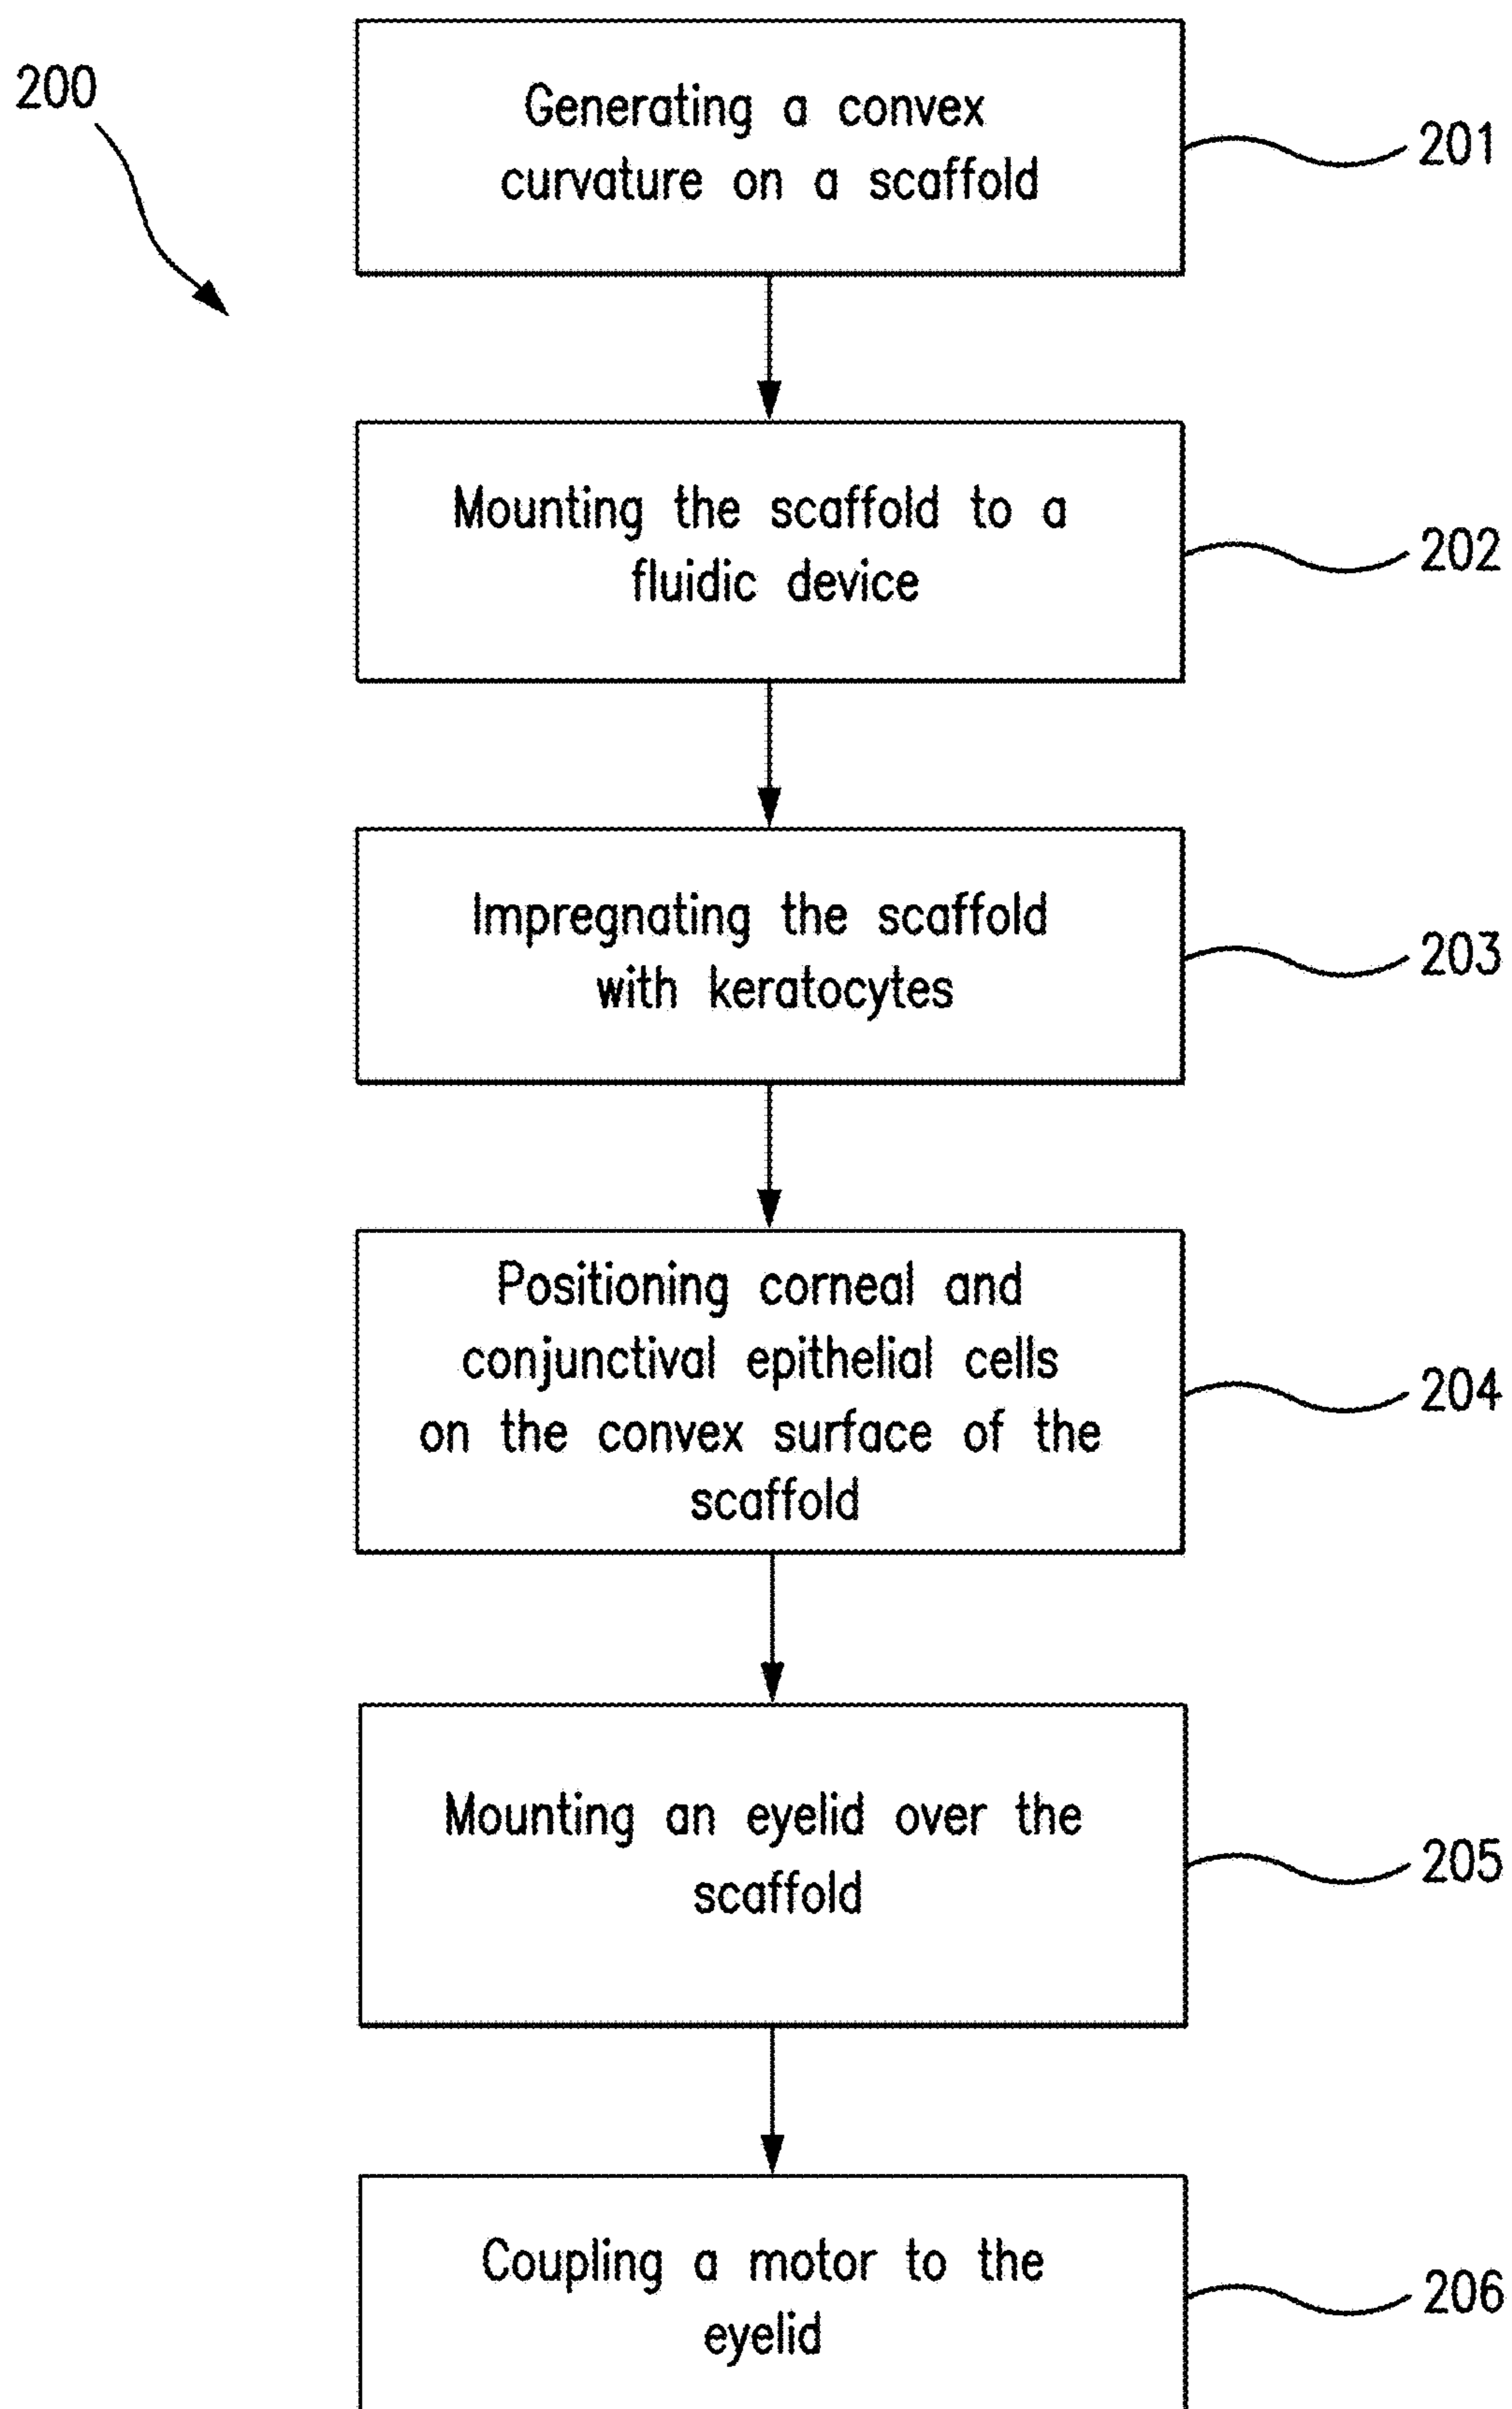 200
Generating a convex
curvature on a scaffold
201
Mounting the scaffold to a
fluidic device
202
Impregnating the scaffold
with keratocytes
203
Positioning corneal and
conjunctival epithelial cells
on the convex surface of the
scaffold
204
Mounting an eyelid over the
scaffold
205
Coupling a motor to the
eyelid
206